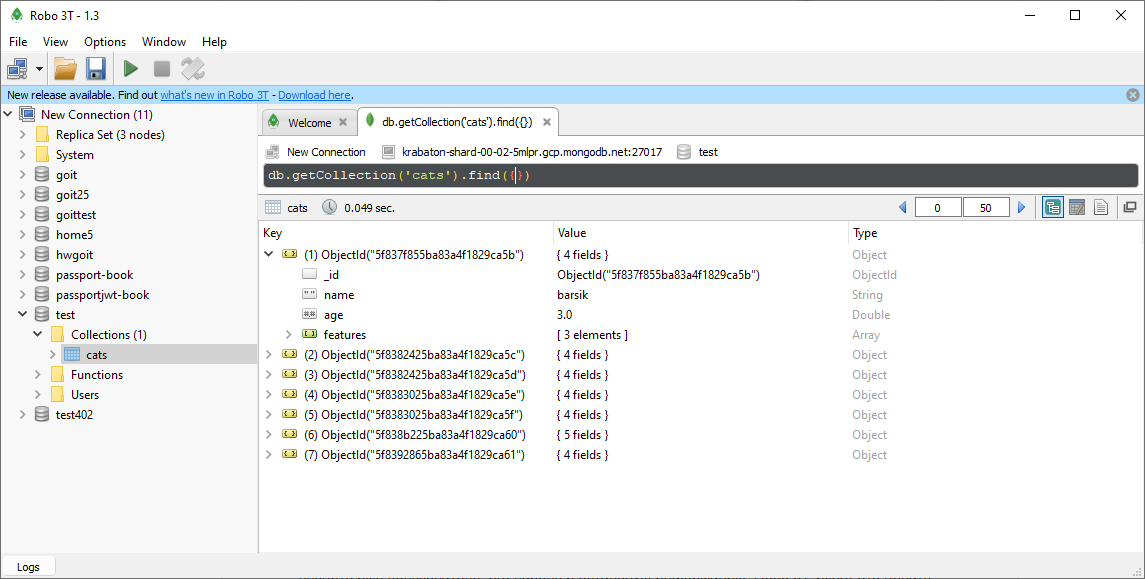 Robo 3T - 1.3
File View Options Window Help
New release available. Find out what's new in Robo 3T - Download here.
New Connection (11)
Replica Set (3 nodes)
System
goit
goit25
goittest
home5
hwgoit
passport-book
passportjwt-book
test
Collections (1)
cats
Functions
Users
test402
Welcome
db.getCollection('cats').find({})
New Connection krabaton-shard-00-02-5mlpr.gcp.mongodb.net:27017 test
db.getCollection('cats').find({})
cats 0.049 sec. 0 50
Key Value Type
(1) ObjectId("5f837f855ba83a4f1829ca5b") { 4 fields } Object
_id ObjectId("5f837f855ba83a4f1829ca5b") ObjectId
name barsik String
age 3.0 Double
features [ 3 elements ] Array
(2) ObjectId("5f8382425ba83a4f1829ca5c") { 4 fields } Object
(3) ObjectId("5f8382425ba83a4f1829ca5d") { 4 fields } Object
(4) ObjectId("5f8383025ba83a4f1829ca5e") { 4 fields } Object
(5) ObjectId("5f8383025ba83a4f1829ca5f") { 4 fields } Object
(6) ObjectId("5f838b225ba83a4f1829ca60") { 5 fields } Object
(7) ObjectId("5f8392865ba83a4f1829ca61") { 4 fields } Object
Logs